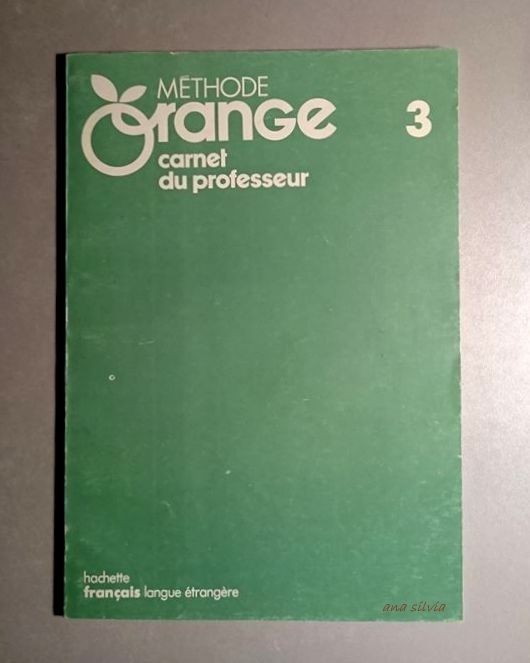 MÉTHODE
orange
3
carnet
du professeur
hachette
français langue étrangère
ana silvia